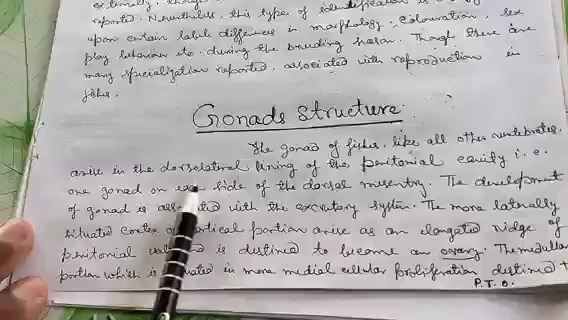 reported. Nevertheless, this type of identification is
upon certain labile differences in morphology, colouration, sex
play behaviour etc. during the breeding season. Though there are
many specialization reported, associated with reproduction in
fishes.
Gonads Structure
The gonad of fishes, like all other vertebrates,
arise in the dorsolateral lining of the peritonial cavity i.e.
one gonad on each side of the dorsal mesentry. The development
of gonad is associated with the excretory system. The more laterally
situated cortex or cortical portion arise as an elongated ridge of
peritonial is destined to become an ovary. The medullary
portion which is situated in more medial cellular proliferation destined
P.T.O.